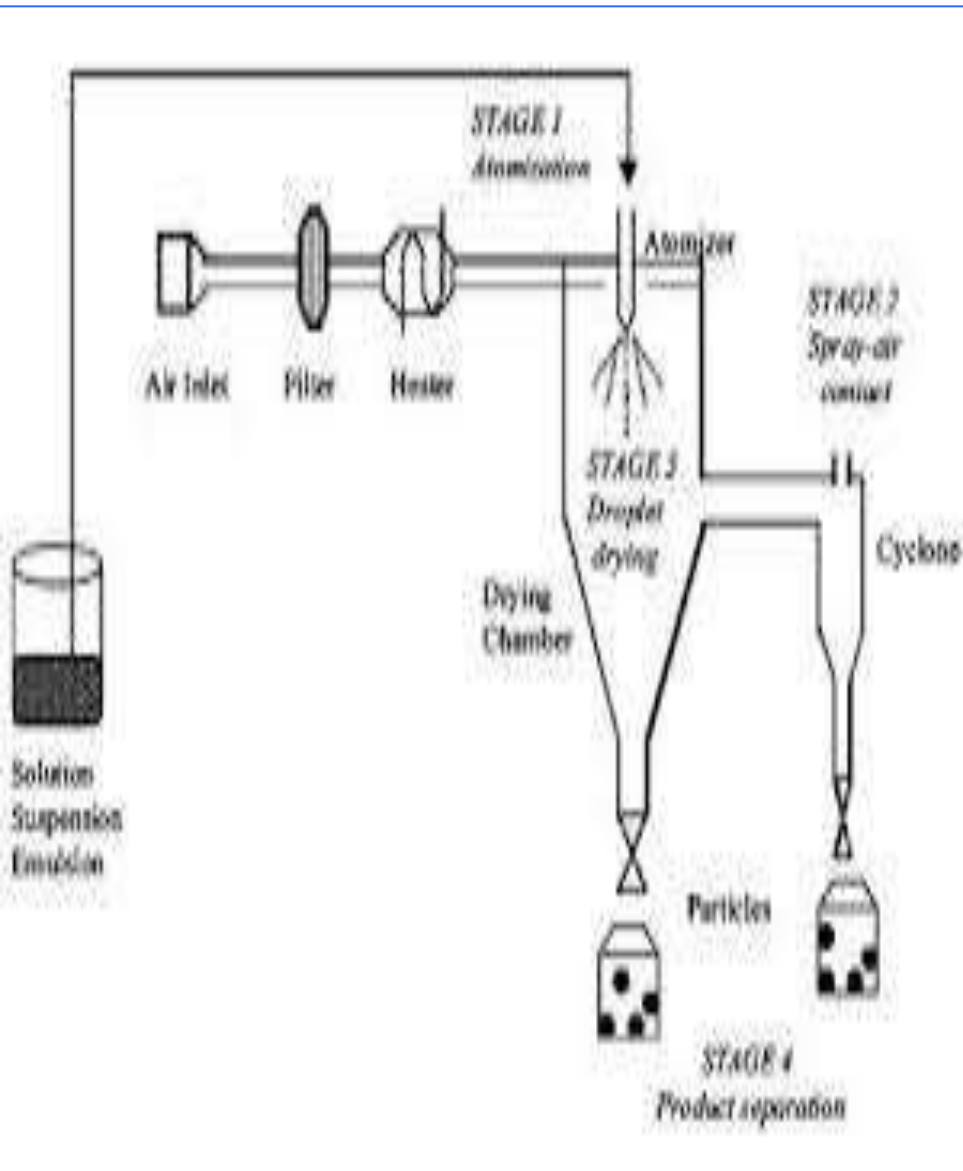 STAGE 1
Atomization
Atomizer
STAGE 2
Spray-air
contact
Air Inlet
Filter
Heater
STAGE 3
Droplet
drying
Cyclone
Drying
Chamber
Solution
Suspension
Emulsion
Particles
STAGE 4
Product separation